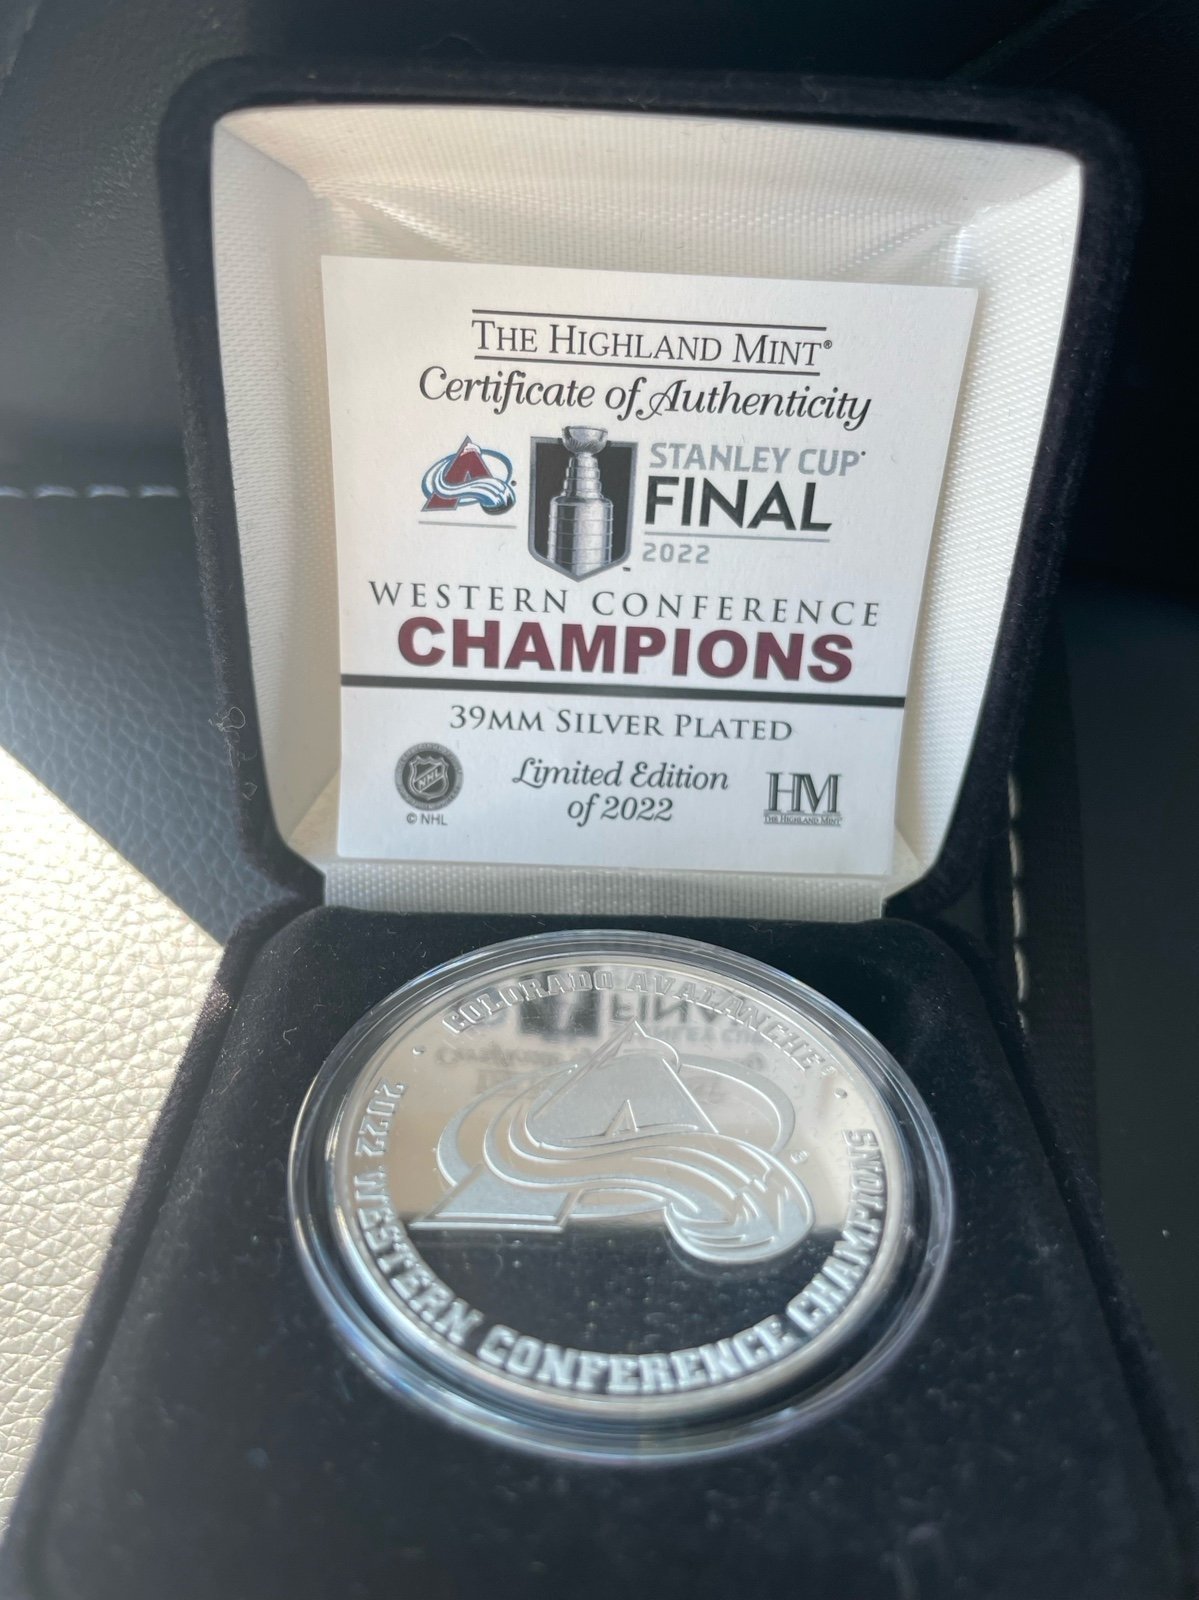 THE HIGHLAND MINT®
Certificate of Authenticity
STANLEY CUP®
FINAL
2022
WESTERN CONFERENCE
CHAMPIONS
39MM SILVER PLATED
NHL
© NHL
Limited Edition
of 2022
HM
THE HIGHLAND MINT®
COLORADO AVALANCHE®
2022 WESTERN CONFERENCE CHAMPIONS